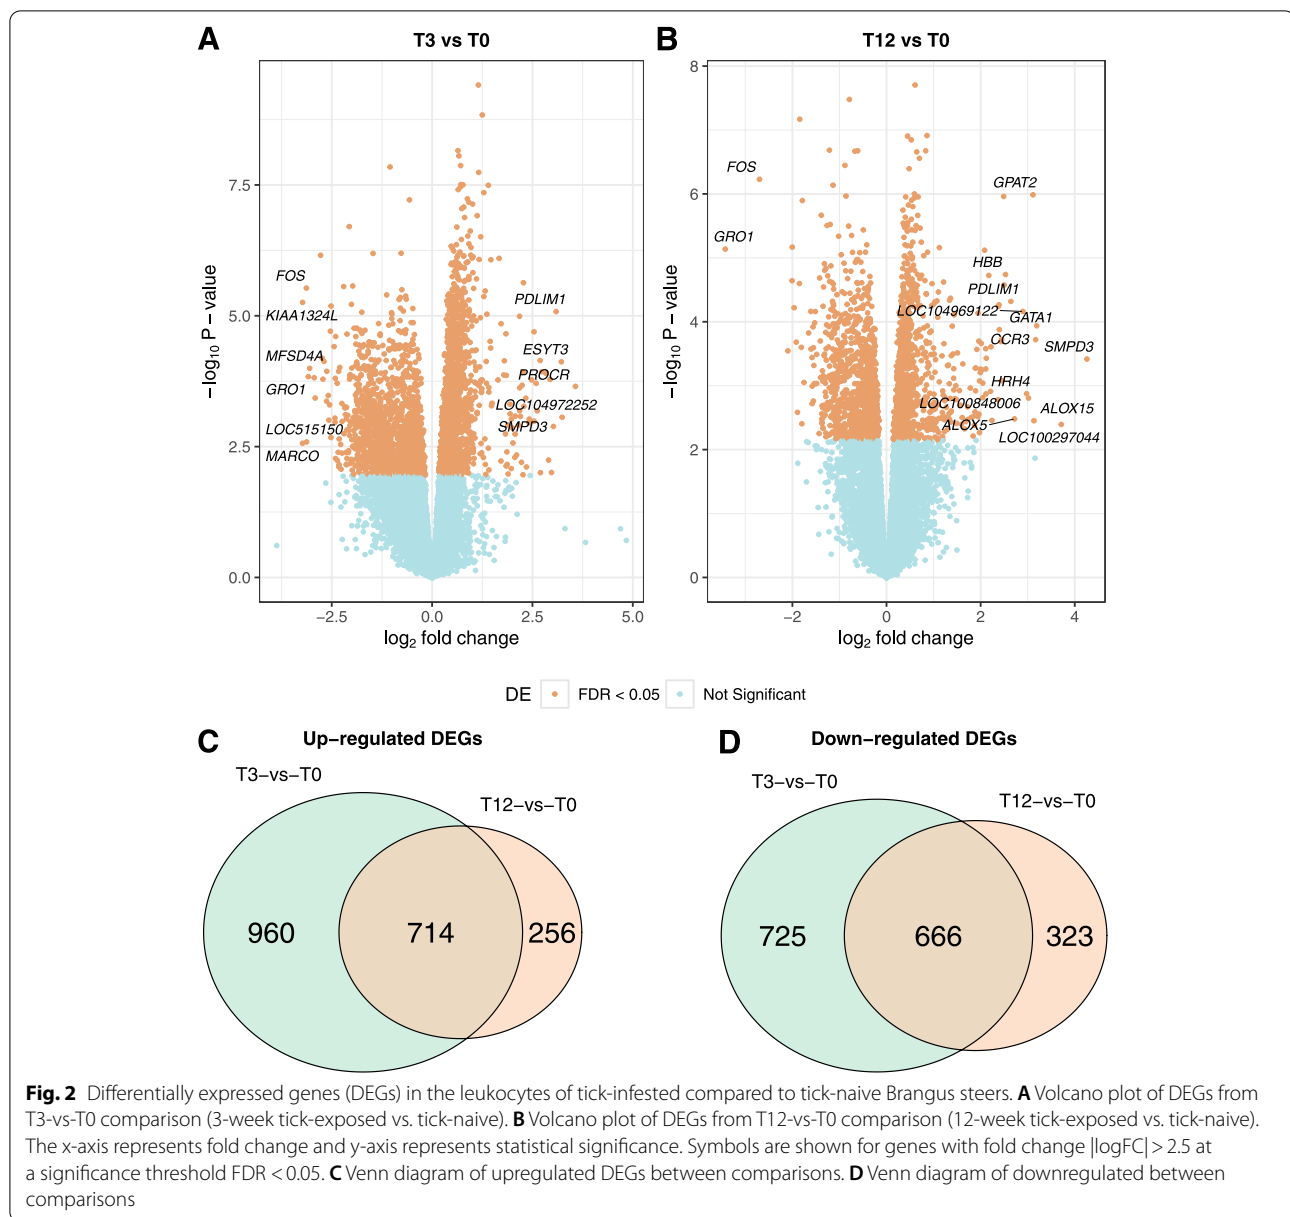 A
T3 vs T0
−log10 P − value
7.5
5.0
2.5
0.0
FOS
KIAA1324L
MFSD4A
GRO1
LOC515150
MARCO
PDLIM1
ESYT3
PROCR
LOC104972252
SMPD3
−2.5
0.0
2.5
5.0
log2 fold change
B
T12 vs T0
−log10 P − value
8
6
4
2
0
FOS
GRO1
GPAT2
HBB
PDLIM1
LOC104969122
GATA1
CCR3
SMPD3
HRH4
LOC100848006
ALOX15
ALOX5
LOC100297044
−2
0
2
4
log2 fold change
DE
FDR < 0.05
Not Significant
C
Up−regulated DEGs
T3−vs−T0
T12−vs−T0
960
714
256
D
Down−regulated DEGs
T3−vs−T0
T12−vs−T0
725
666
323
Fig. 2 Differentially expressed genes (DEGs) in the leukocytes of tick-infested compared to tick-naive Brangus steers. A Volcano plot of DEGs from
T3-vs-T0 comparison (3-week tick-exposed vs. tick-naive). B Volcano plot of DEGs from T12-vs-T0 comparison (12-week tick-exposed vs. tick-naive).
The x-axis represents fold change and y-axis represents statistical significance. Symbols are shown for genes with fold change |logFC| > 2.5 at
a significance threshold FDR < 0.05. C Venn diagram of upregulated DEGs between comparisons. D Venn diagram of downregulated between
comparisons